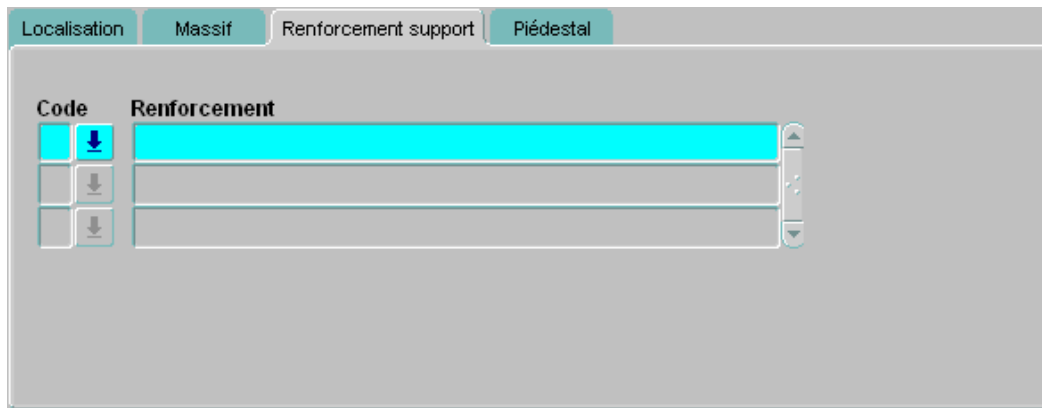 Localisation Massif Renforcement support Piédestal
Code Renforcement